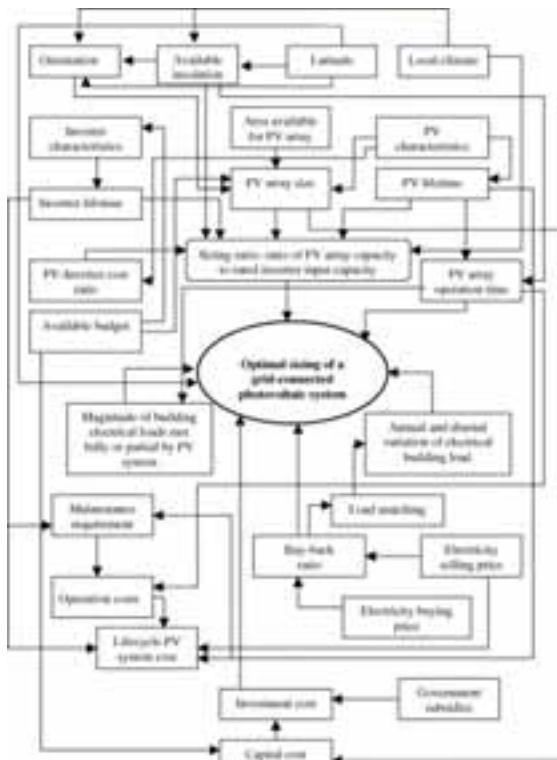 Orientation
Available
insolation
Latitude
Local climate
Area available
for PV array
PV
characteristics
Inverter
characteristics
PV array size
PV lifetime
Inverter lifetime
Sizing ratio: ratio of PV array capacity
to rated inverter input capacity
PV-Inverter cost
ratio
PV array
operation time
Available budget
Optimal sizing of a
grid-connected
photovoltaic system
Magnitude of building
electrical loads met
fully or partial by PV
system
Annual and diurnal
variation of electrical
building load
Load matching
Maintenance
requirement
Buy-back
ratio
Electricity
selling price
Operation costs
Electricity buying
price
Lifecycle PV
system cost
Investment cost
Government
subsidies
Capital cost